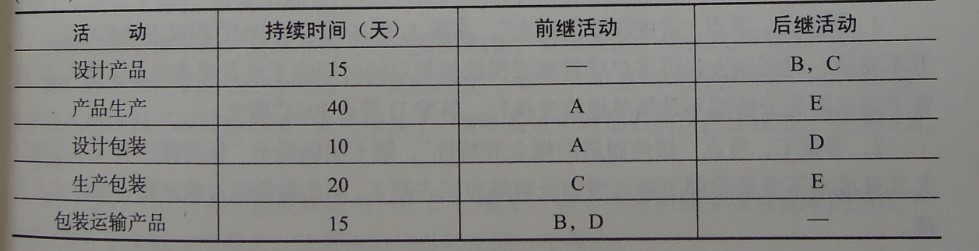 活 动 持续时间（天） 前继活动 后继活动
设计产品 15 — B，C
产品生产 40 A E
设计包装 10 A D
生产包装 20 C E
包装运输产品 15 B，D —